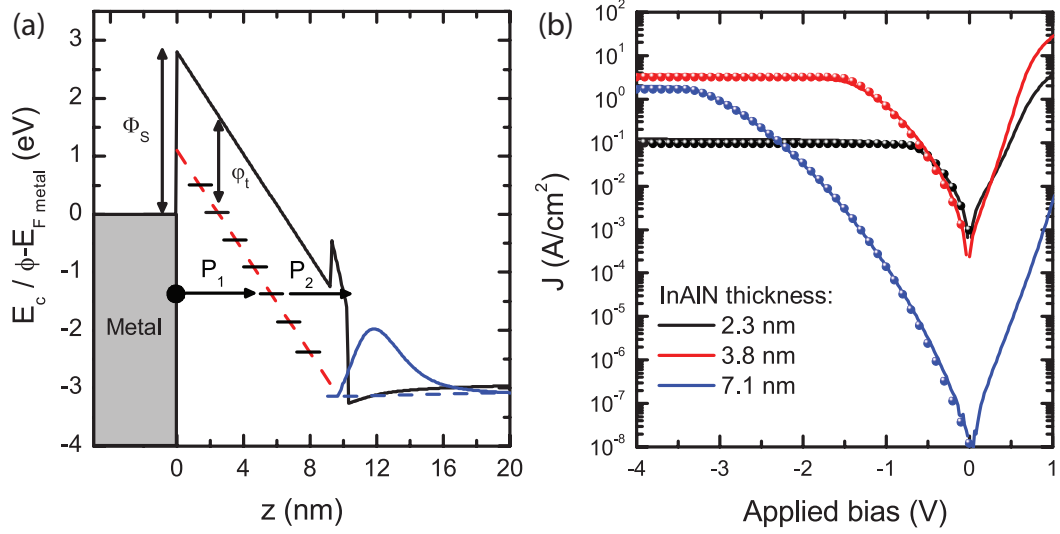 (a)
E_c / ϕ-E_F metal (eV)
3
2
1
0
-1
-2
-3
-4
Φ_S
φ_t
P_1
P_2
Metal
0
4
8
12
16
20
z (nm)
(b)
J (A/cm^2)
10^2
10^1
10^0
10^-1
10^-2
10^-3
10^-4
10^-5
10^-6
10^-7
10^-8
InAlN thickness:
2.3 nm
3.8 nm
7.1 nm
-4
-3
-2
-1
0
1
Applied bias (V)